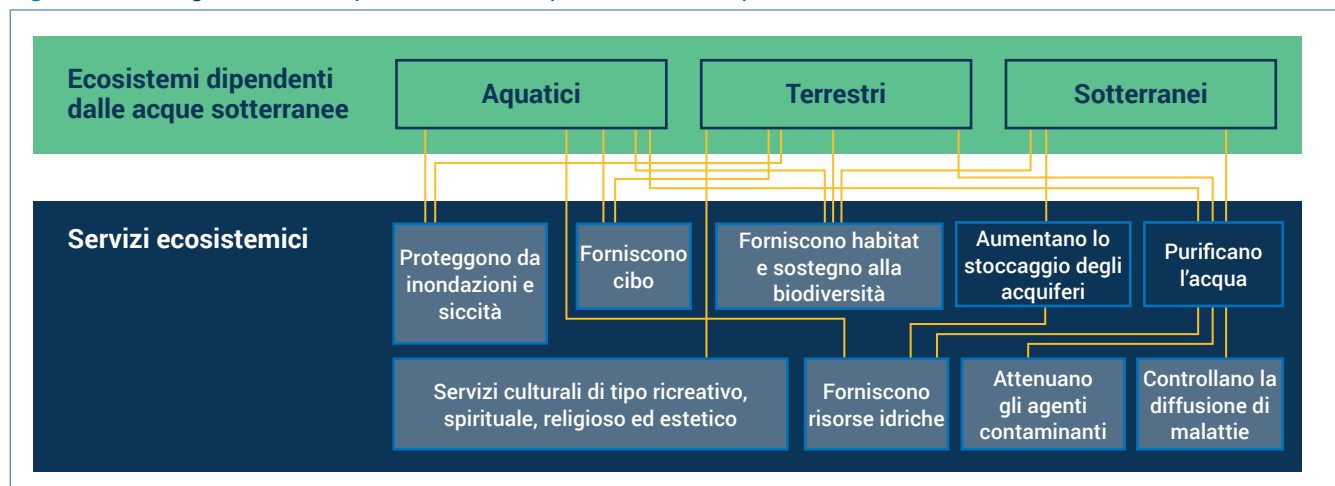 Ecosistemi dipendenti
dalle acque sotterranee
Aquatici
Terrestri
Sotterranei
Servizi ecosistemici
Proteggono da
inondazioni e
siccità
Forniscono
cibo
Forniscono habitat
e sostegno alla
biodiversità
Aumentano lo
stoccaggio degli
acquiferi
Purificano
l’acqua
Servizi culturali di tipo ricreativo,
spirituale, religioso ed estetico
Forniscono
risorse idriche
Attenuano
gli agenti
contaminanti
Controllano la
diffusione di
malattie